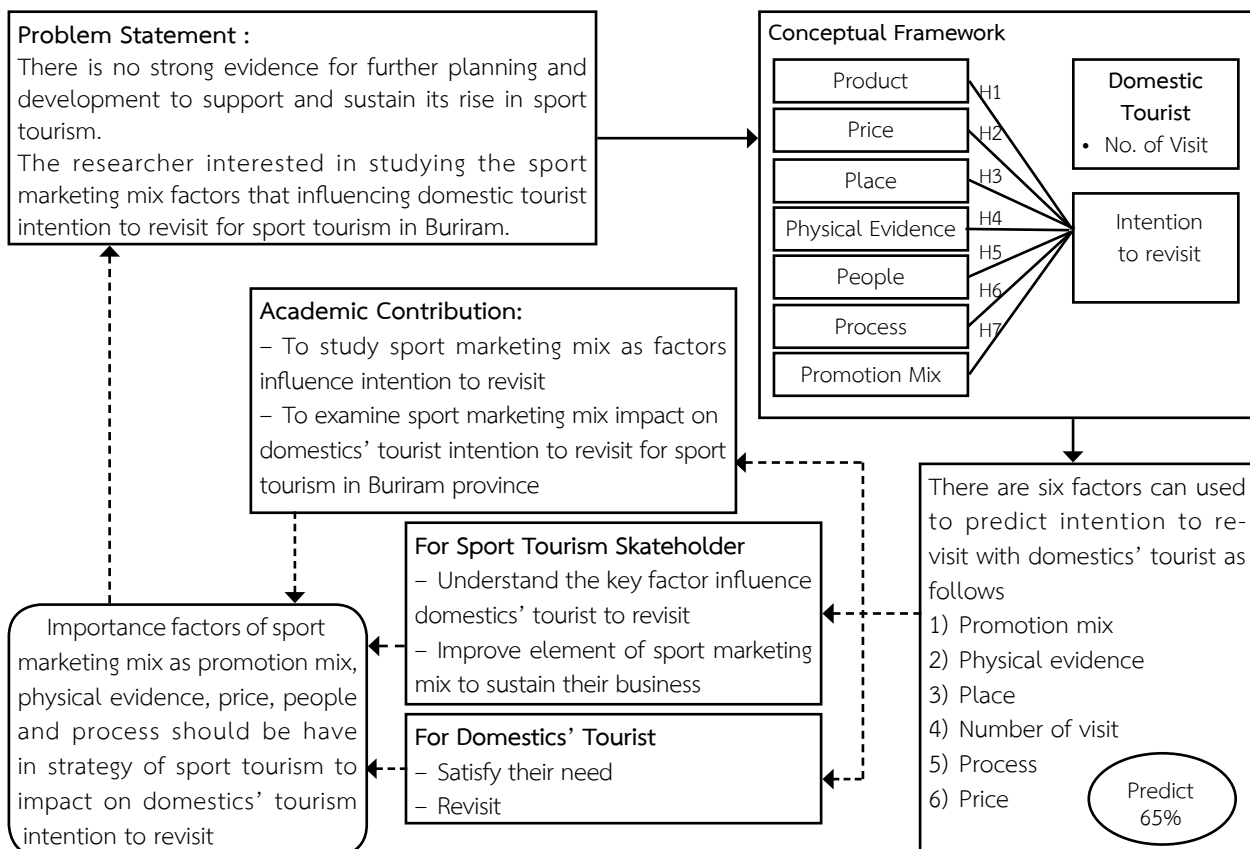 Problem Statement :
There is no strong evidence for further planning and
development to support and sustain its rise in sport
tourism.
The researcher interested in studying the sport
marketing mix factors that influencing domestic tourist
intention to revisit for sport tourism in Buriram.
Conceptual Framework
Product
Price
Place
Physical Evidence
People
Process
Promotion Mix
H1
H2
H3
H4
H5
H6
H7
Domestic
Tourist
• No. of Visit
Intention
to revisit
Academic Contribution:
– To study sport marketing mix as factors
influence intention to revisit
– To examine sport marketing mix impact on
domestics’ tourist intention to revisit for sport
tourism in Buriram province
For Sport Tourism Skateholder
– Understand the key factor influence
domestics’ tourist to revisit
– Improve element of sport marketing
mix to sustain their business
For Domestics’ Tourist
– Satisfy their need
– Revisit
There are six factors can used
to predict intention to re-
visit with domestics’ tourist as
follows
1) Promotion mix
2) Physical evidence
3) Place
4) Number of visit
5) Process
6) Price
Predict
65%
Importance factors of sport
marketing mix as promotion mix,
physical evidence, price, people
and process should be have
in strategy of sport tourism to
impact on domestics’ tourism
intention to revisit